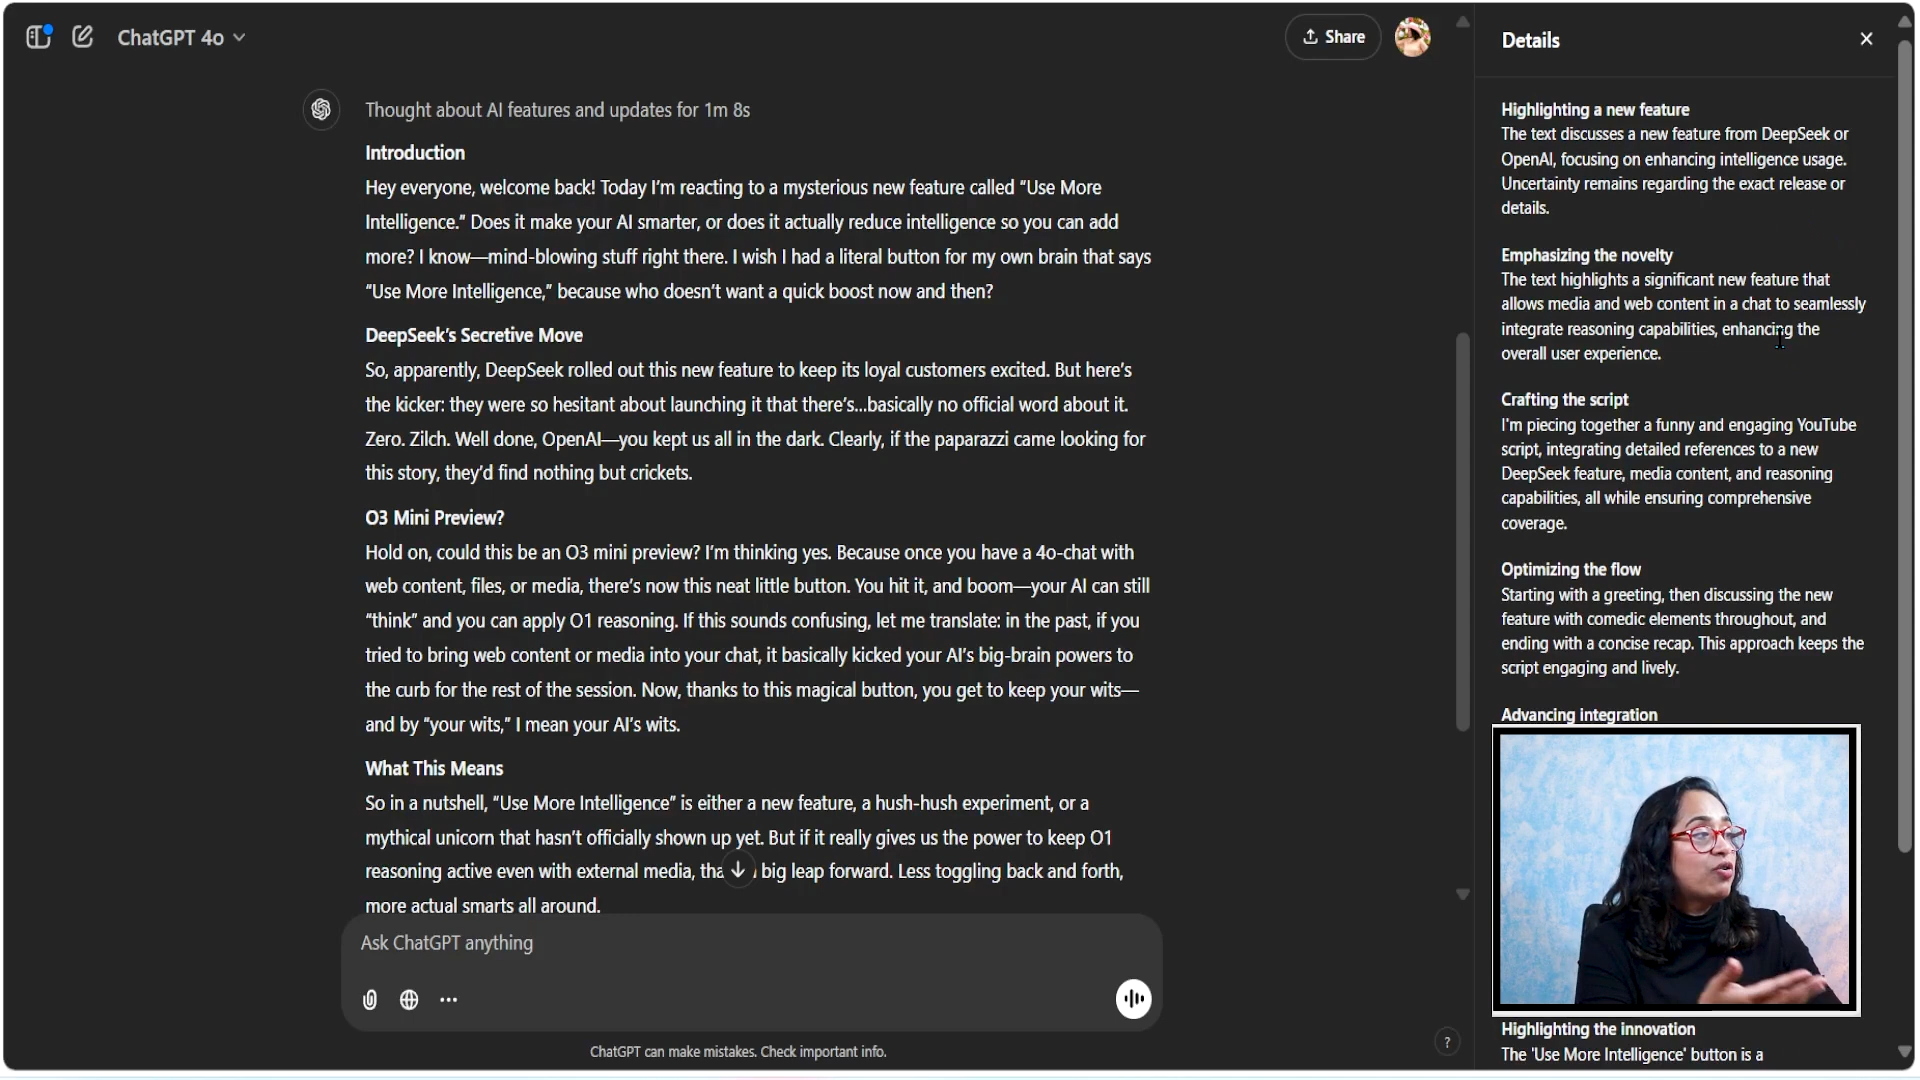 ChatGPT 4o
Share
Thought about AI features and updates for 1m 8s
Introduction
Hey everyone, welcome back! Today I'm reacting to a mysterious new feature called “Use More
Intelligence.” Does it make your AI smarter, or does it actually reduce intelligence so you can add
more? I know—mind-blowing stuff right there. I wish I had a literal button for my own brain that says
“Use More Intelligence,” because who doesn't want a quick boost now and then?
DeepSeek's Secretive Move
So, apparently, DeepSeek rolled out this new feature to keep its loyal customers excited. But here's
the kicker: they were so hesitant about launching it that there's...basically no official word about it.
Zero. Zilch. Well done, OpenAI—you kept us all in the dark. Clearly, if the paparazzi came looking for
this story, they'd find nothing but crickets.
O3 Mini Preview?
Hold on, could this be an O3 mini preview? I'm thinking yes. Because once you have a 4o-chat with
web content, files, or media, there's now this neat little button. You hit it, and boom—your AI can still
“think” and you can apply O1 reasoning. If this sounds confusing, let me translate: in the past, if you
tried to bring web content or media into your chat, it basically kicked your AI's big-brain powers to
the curb for the rest of the session. Now, thanks to this magical button, you get to keep your wits—
and by “your wits,” I mean your AI's wits.
What This Means
So in a nutshell, “Use More Intelligence” is either a new feature, a hush-hush experiment, or a
mythical unicorn that hasn't officially shown up yet. But if it really gives us the power to keep O1
reasoning active even with external media, tha big leap forward. Less toggling back and forth,
more actual smarts all around.
Ask ChatGPT anything
ChatGPT can make mistakes. Check important info.
?
Details
Highlighting a new feature
The text discusses a new feature from DeepSeek or
OpenAI, focusing on enhancing intelligence usage.
Uncertainty remains regarding the exact release or
details.
Emphasizing the novelty
The text highlights a significant new feature that
allows media and web content in a chat to seamlessly
integrate reasoning capabilities, enhancing the
overall user experience.
Crafting the script
I'm piecing together a funny and engaging YouTube
script, integrating detailed references to a new
DeepSeek feature, media content, and reasoning
capabilities, all while ensuring comprehensive
coverage.
Optimizing the flow
Starting with a greeting, then discussing the new
feature with comedic elements throughout, and
ending with a concise recap. This approach keeps the
script engaging and lively.
Advancing integration
Highlighting the innovation
The 'Use More Intelligence' button is a